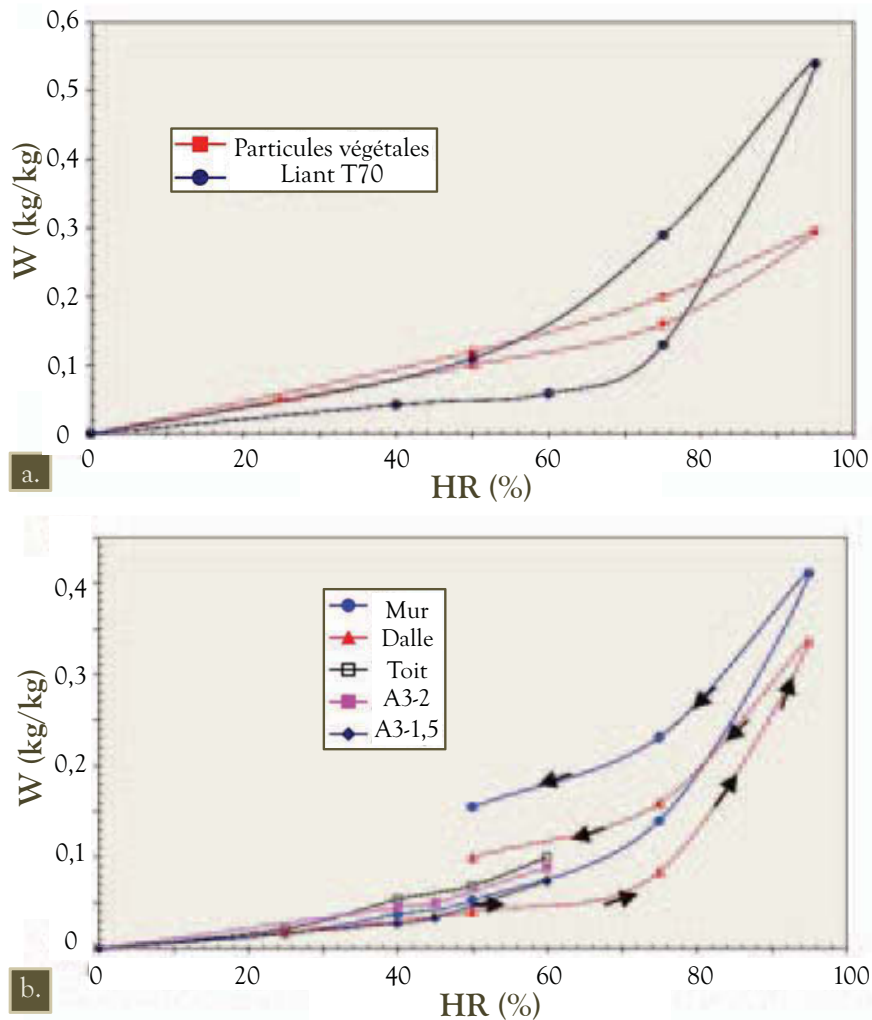 0,6
0,5
0,4
0,3
0,2
0,1
0
W (kg/kg)
Particules végétales
Liant T70
0 20 40 60 80 100
HR (%)
a.
0,4
0,3
0,2
0,1
0
W (kg/kg)
Mur
Dalle
Toit
A3-2
A3-1,5
0 20 40 60 80 100
HR (%)
b.